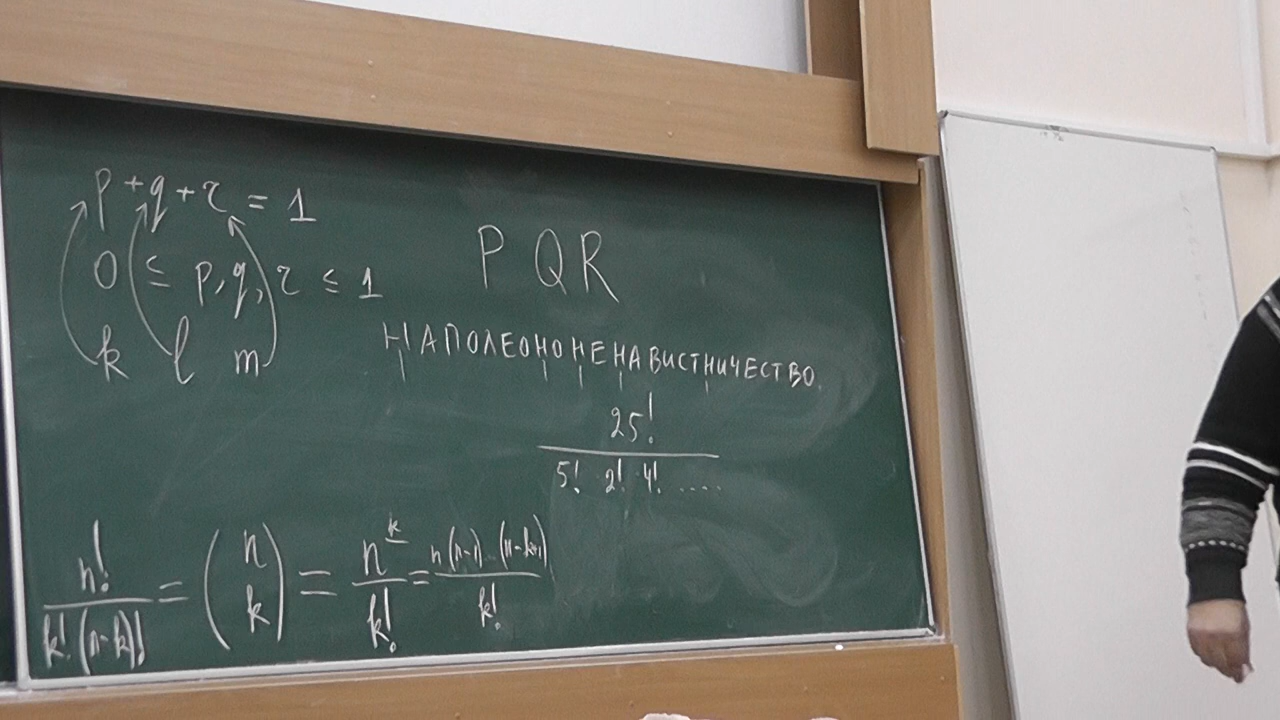 p + q + r = 1
0 ≤ p, q, r ≤ 1
k l m
P Q R
НАПОЛЕОНОНЕНАВИСТНИЧЕСТВО
25!
5! 2! 4! .....
n! / k! (n-k)! = (n k) = n^k / k! = n(n-1)...(n-k+1) / k!